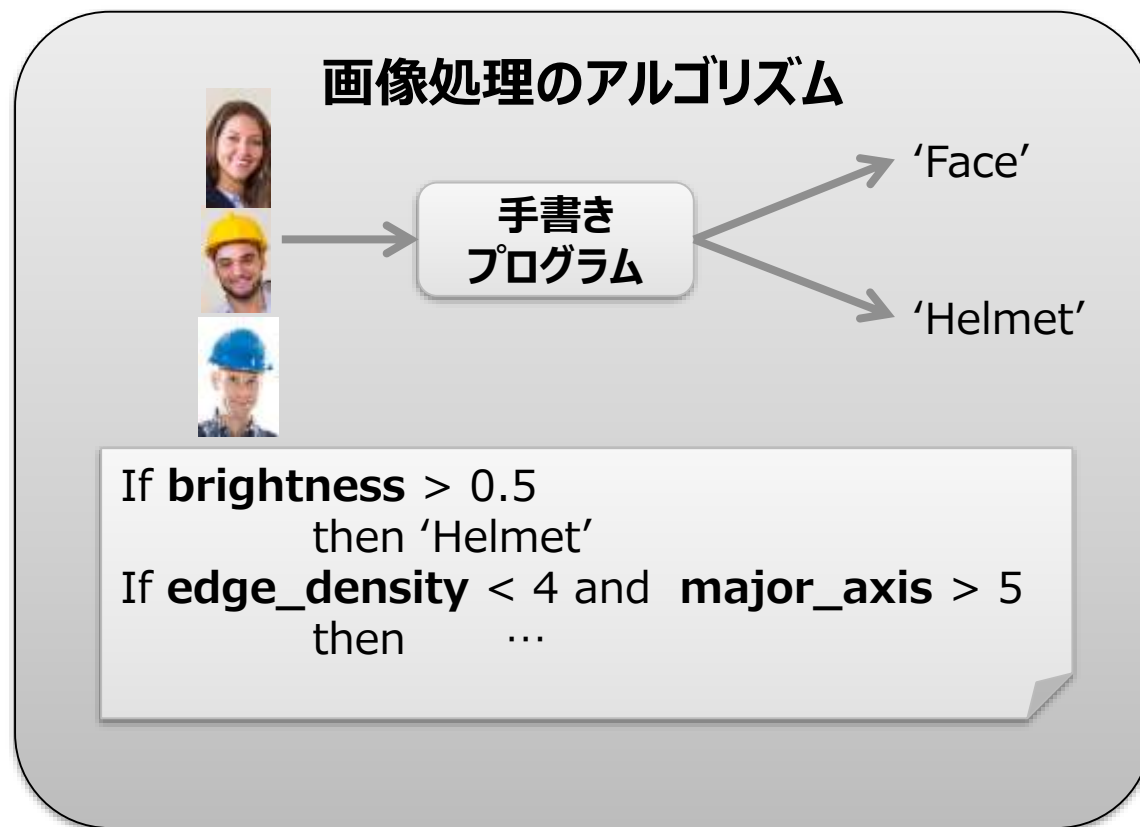 画像処理のアルゴリズム
‘Face’
手書き
プログラム
‘Helmet’
If brightness > 0.5
then ‘Helmet’
If edge_density < 4 and major_axis > 5
then …